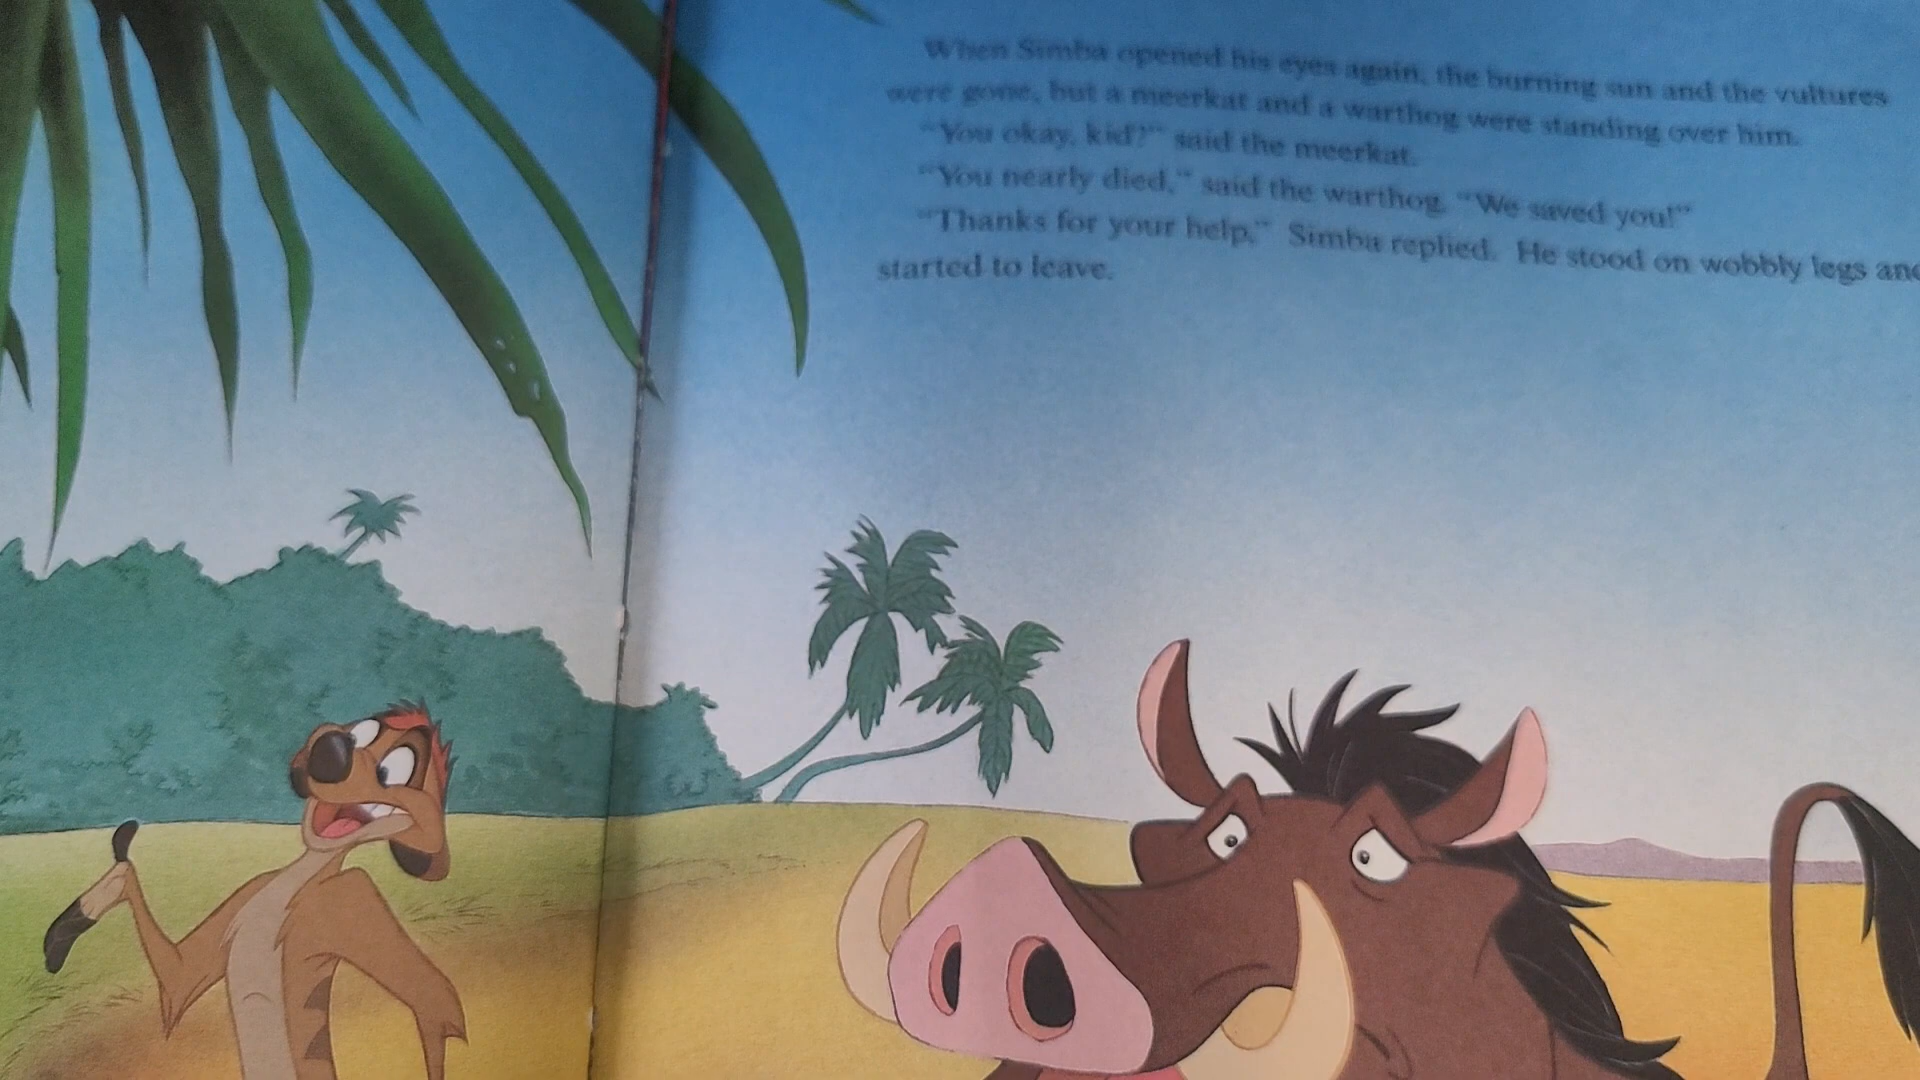 When Simba opened his eyes again, the burning sun and the vultures
were gone, but a meerkat and a warthog were standing over him.
"You okay, kid?" said the meerkat.
"You nearly died," said the warthog. "We saved you!"
"Thanks for your help," Simba replied. He stood on wobbly legs and
started to leave.